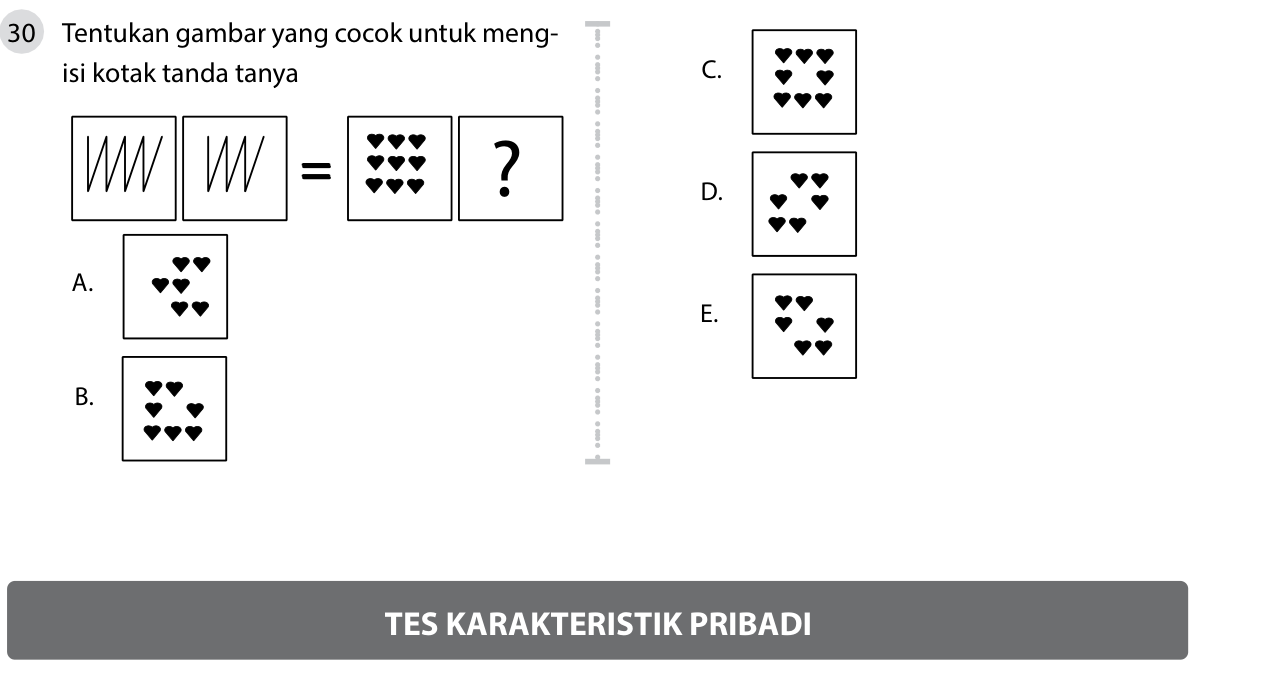 30 Tentukan gambar yang cocok untuk meng-
isi kotak tanda tanya
= ?
A.
B.
C.
D.
E.
TES KARAKTERISTIK PRIBADI